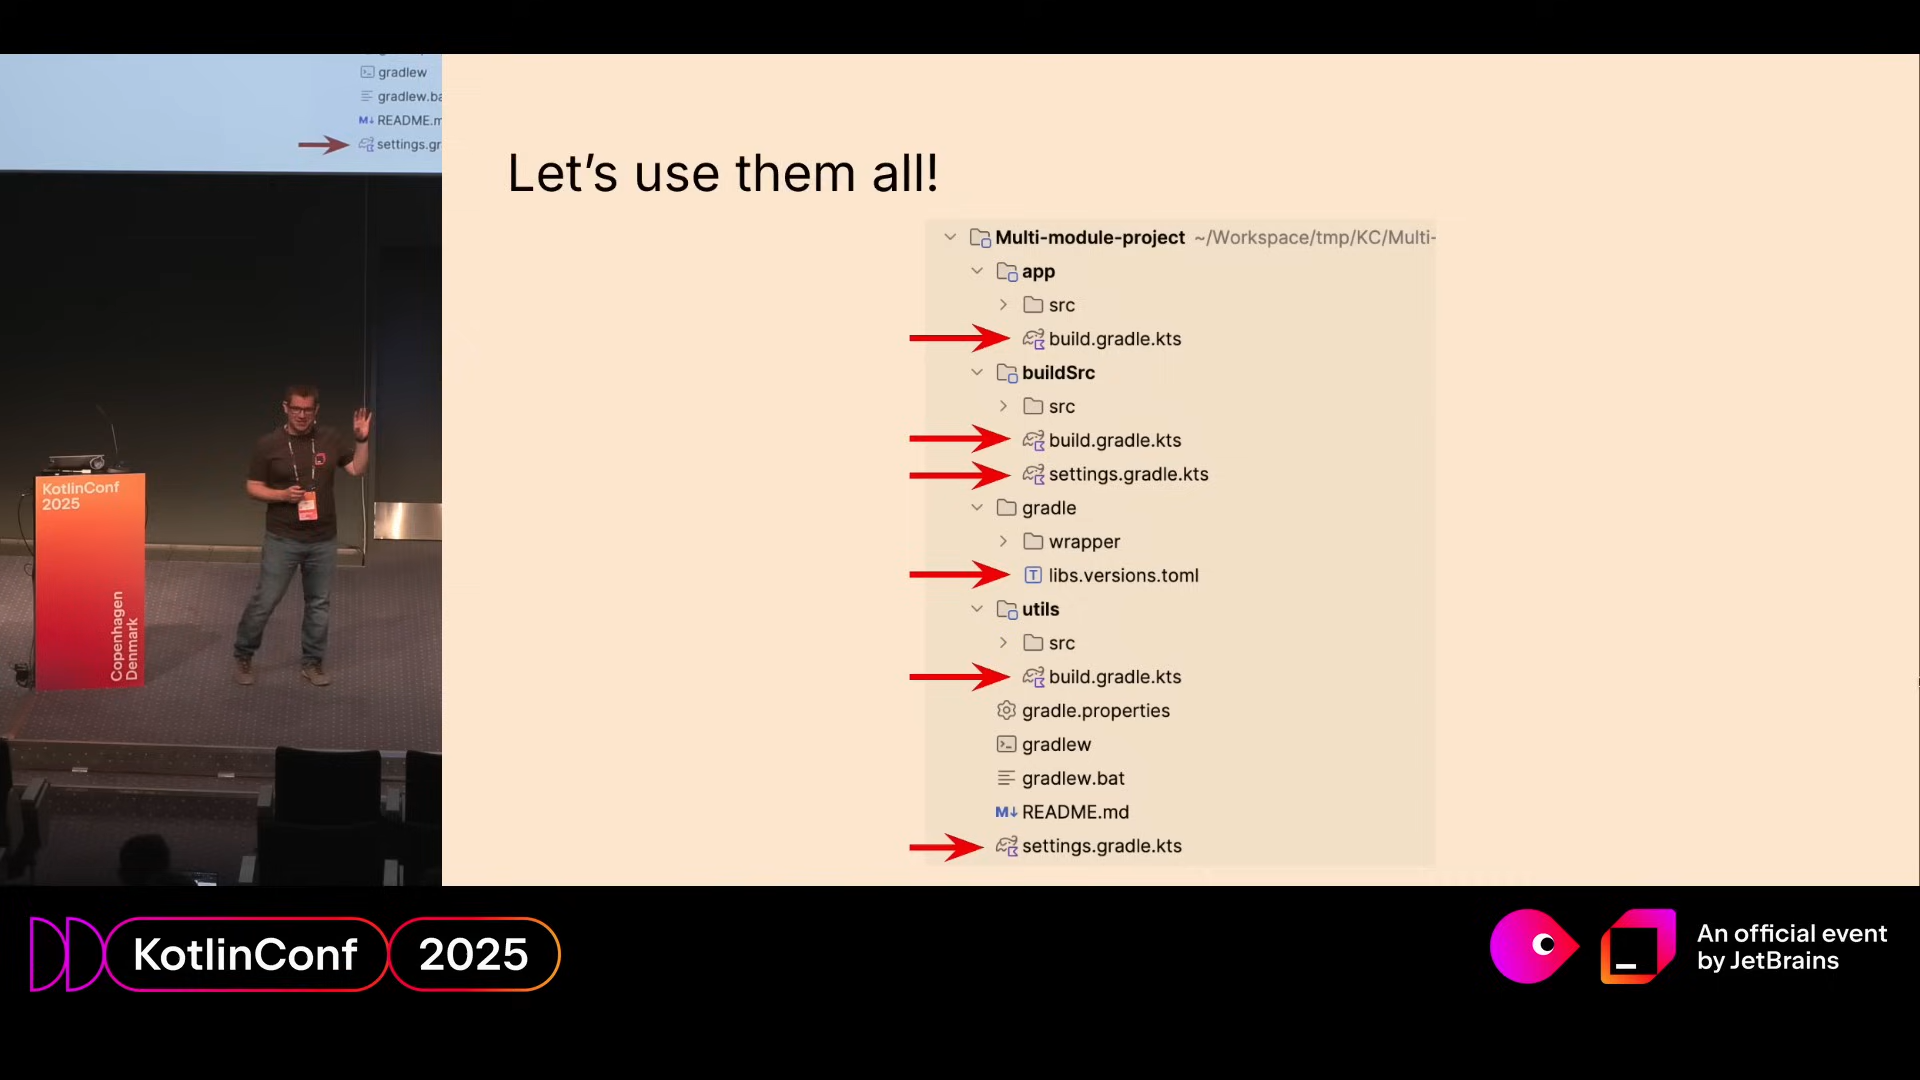 gradlew
gradlew.ba
README.m
settings.gr
KotlinConf
2025
Copenhagen
Denmark
Let’s use them all!
Multi-module-project ~/Workspace/tmp/KC/Multi-
app
src
build.gradle.kts
buildSrc
src
build.gradle.kts
settings.gradle.kts
gradle
wrapper
libs.versions.toml
utils
src
build.gradle.kts
gradle.properties
gradlew
gradlew.bat
README.md
settings.gradle.kts
KotlinConf 2025
An official event
by JetBrains